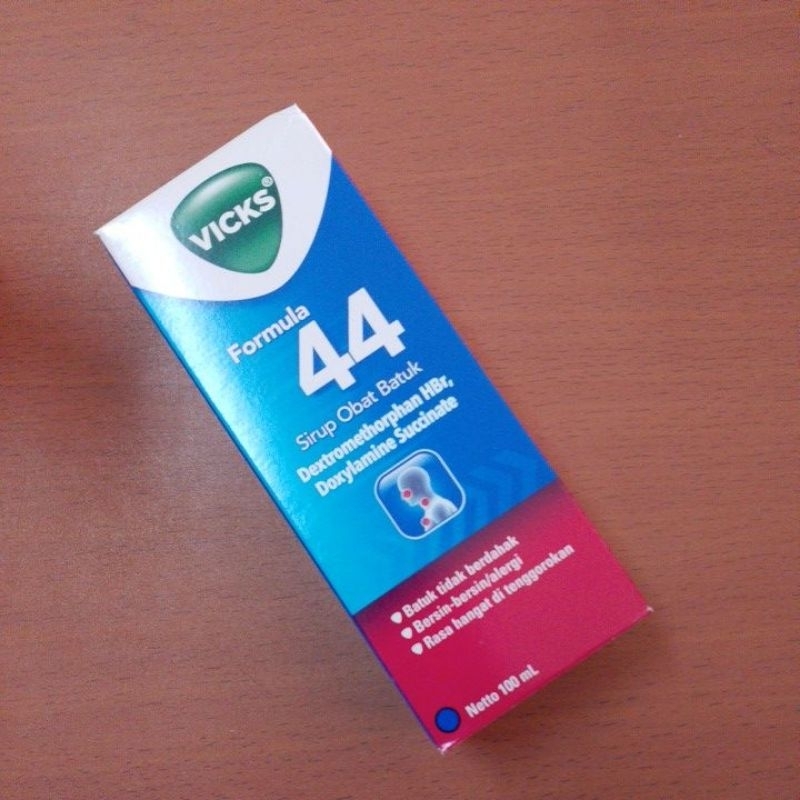 VICKS®
Formula
44
Sirup Obat Batuk
Dextromethorphan HBr,
Doxylamine Succinate
Batuk tidak berdahak
Bersin-bersin/alergi
Rasa hangat di tenggorokan
Netto 100 mL